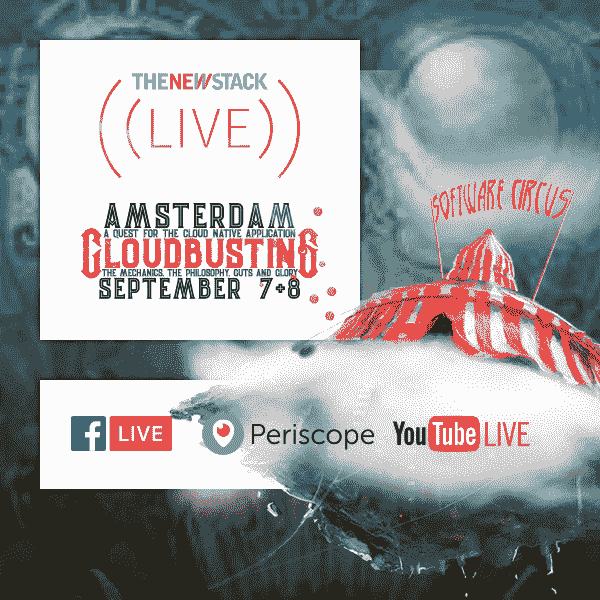 THENEWSTACK
((LIVE))
SOFTWARE CIRCUS
AMSTERDAM
A QUEST FOR THE CLOUD NATIVE APPLICATION
CLOUDBUSTING
THE MECHANICS, THE PHILOSOPHY, GUTS AND GLORY
SEPTEMBER 7+8
f LIVE Periscope YouTube LIVE